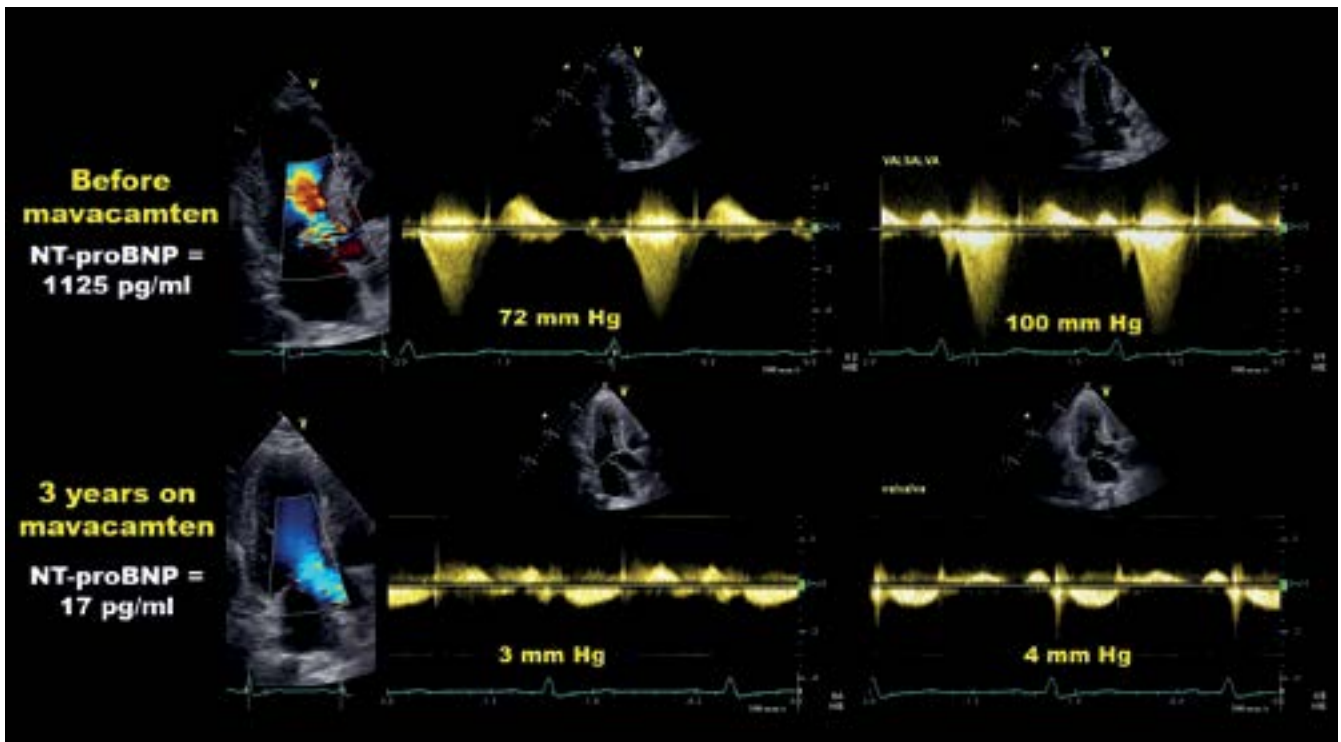 Before
mavacamten
NT-proBNP =
1125 pg/ml
V
V
72 mm Hg
V
VALSALVA
100 mm Hg
3 years on
mavacamten
NT-proBNP =
17 pg/ml
V
V
3 mm Hg
V
valsalva
4 mm Hg